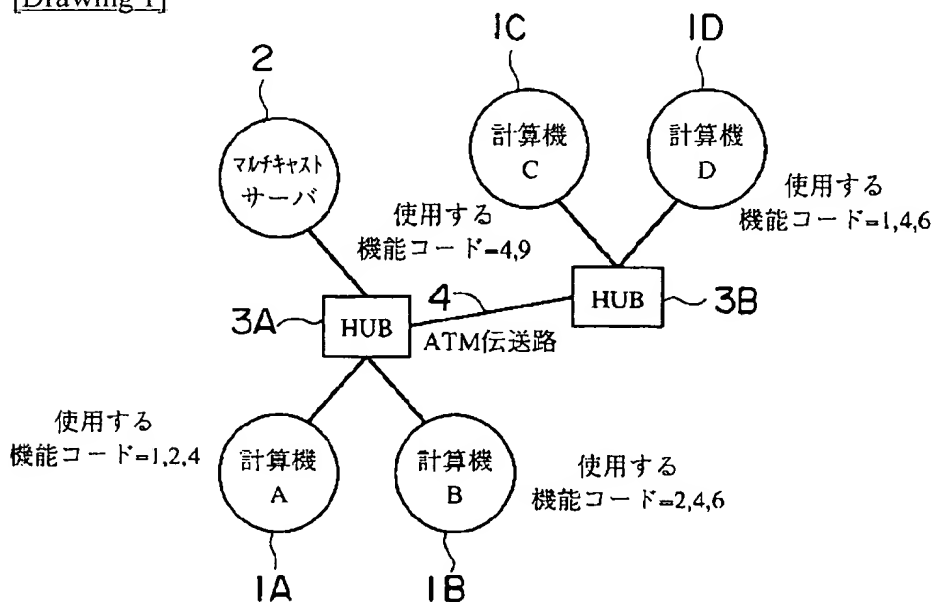 [Drawing 1]
1C
1D
2
計算機
C
計算機
D
マルチキャスト
サーバ
使用する
機能コード=1,4,6
使用する
機能コード=4,9
3A
HUB
4
ATM伝送路
HUB
3B
使用する
機能コード=1,2,4
計算機
A
計算機
B
使用する
機能コード=2,4,6
1A
1B